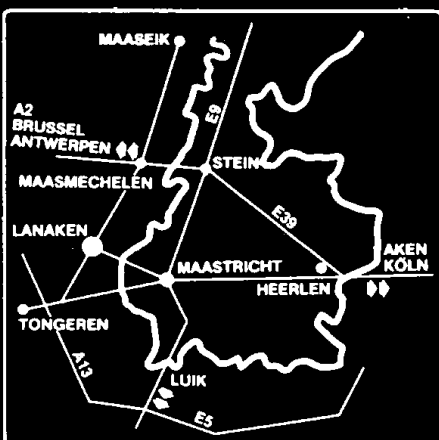 MAASEIK
E9
A2
BRUSSEL
ANTWERPEN
STEIN
MAASMECHELEN
E39
LANAKEN
MAASTRICHT
AKEN
KÖLN
HEERLEN
TONGEREN
A13
LUIK
E5